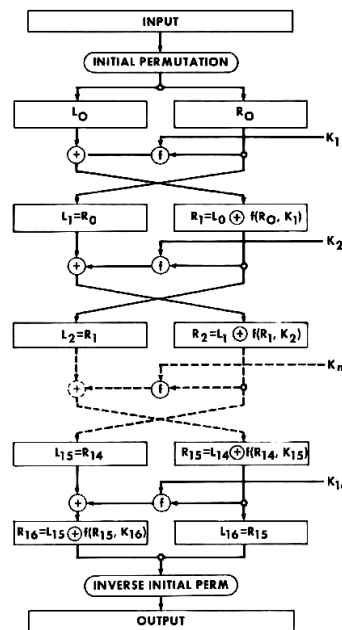 INPUT
INITIAL PERMUTATION
L0 R0
K1
+ f
L1=R0 R1=L0 ⊕ f(R0, K1)
K2
+ f
L2=R1 R2=L1 ⊕ f(R1, K2)
Kn
+ f
L15=R14 R15=L14 ⊕ f(R14, K15)
+ f
R16=L15 ⊕ f(R15, K16) L16=R15
INVERSE INITIAL PERM
OUTPUT